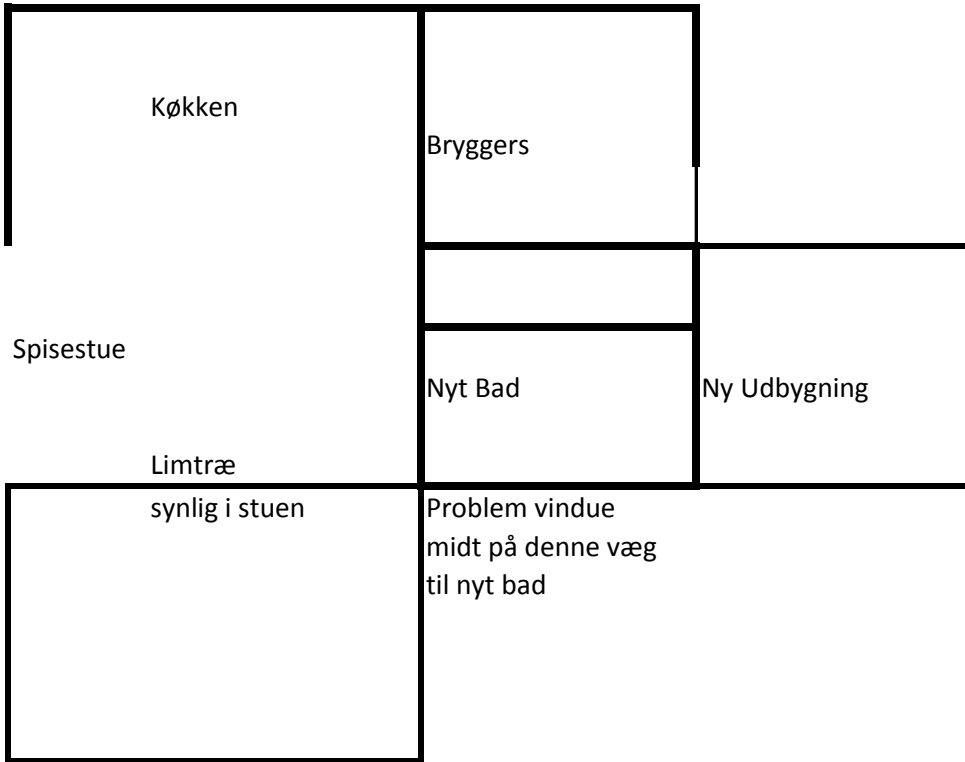 Køkken
Bryggers
Spisestue
Nyt Bad
Ny Udbygning
Limtræ
synlig i stuen
Problem vindue
midt på denne væg
til nyt bad